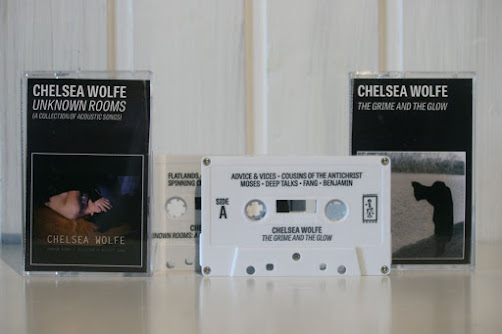 CHELSEA WOLFE
UNKNOWN ROOMS
(A COLLECTION OF ACOUSTIC SONGS)
CHELSEA WOLFE
FLATLANDS
SPINNING
CHELSEA
UNKNOWN ROOMS: A
ADVICE & VICES • COUSINS OF THE ANTICHRIST
MOSES • DEEP TALKS • FANG • BENJAMIN
SIDE
A
CHELSEA WOLFE
THE GRIME AND THE GLOW
CHELSEA WOLFE
THE GRIME AND THE GLOW